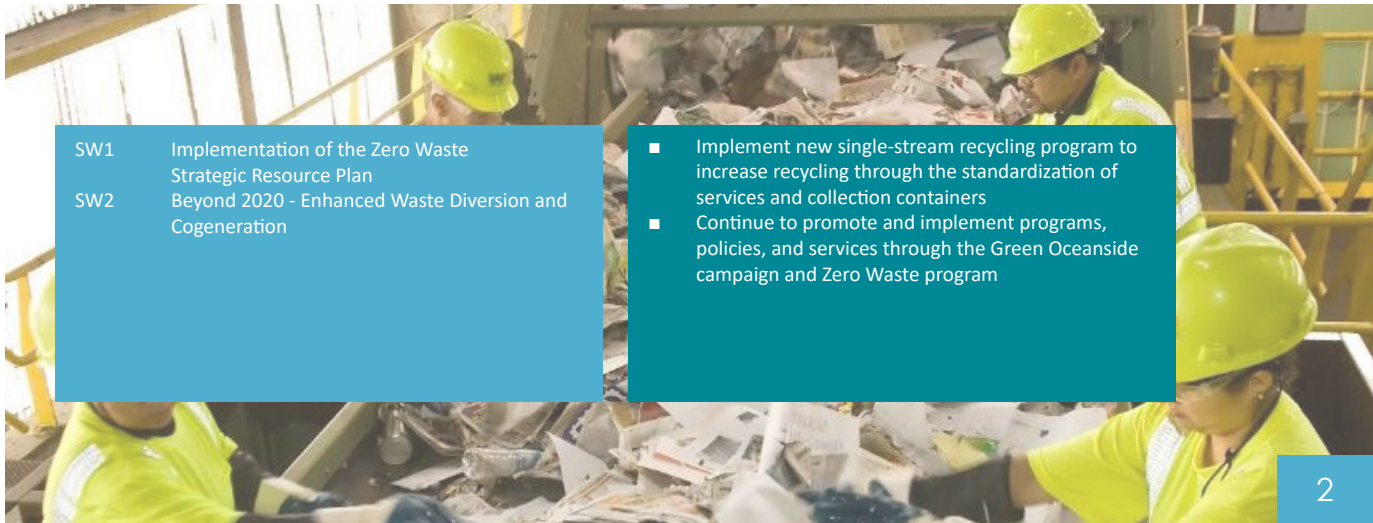 SW1 Implementation of the Zero Waste
Strategic Resource Plan
SW2 Beyond 2020 - Enhanced Waste Diversion and
Cogeneration
■ Implement new single-stream recycling program to
increase recycling through the standardization of
services and collection containers
■ Continue to promote and implement programs,
policies, and services through the Green Oceanside
campaign and Zero Waste program
2